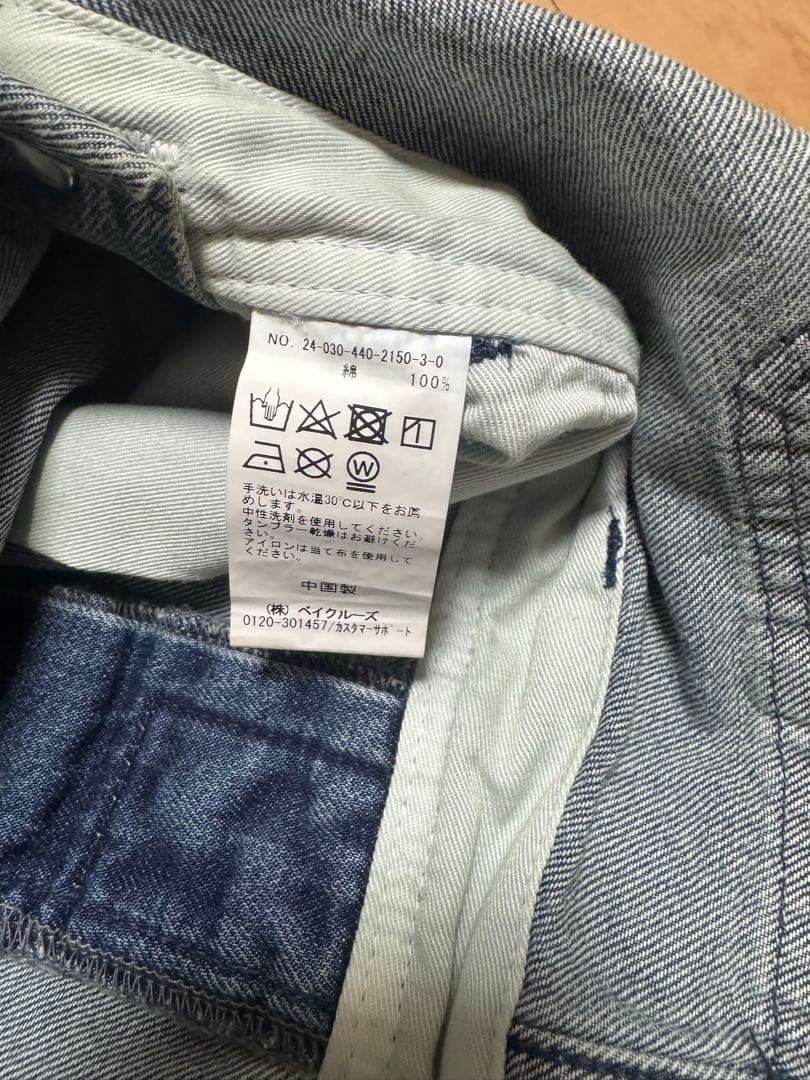 NO. 24-030-440-2150-3-0
綿 100%
W
手洗いは水温30℃以下をお薦
めします。
中性洗剤を使用してください。
タンブラー乾燥はお避けくだ
さい。
アイロンは当て布を使用して
ください。
中国製
(株) ベイクルーズ
0120-301457/カスタマーサポート